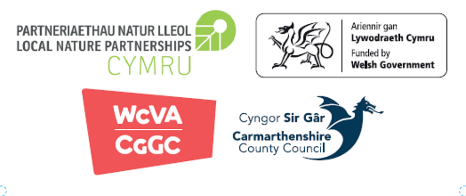 PARTNERIAETHAU NATUR LLEOL
LOCAL NATURE PARTNERSHIPS
CYMRU
Ariennir gan
Lywodraeth Cymru
Funded by
Welsh Government
WCVA
CGGC
Cyngor Sir Gâr
Carmarthenshire
County Council